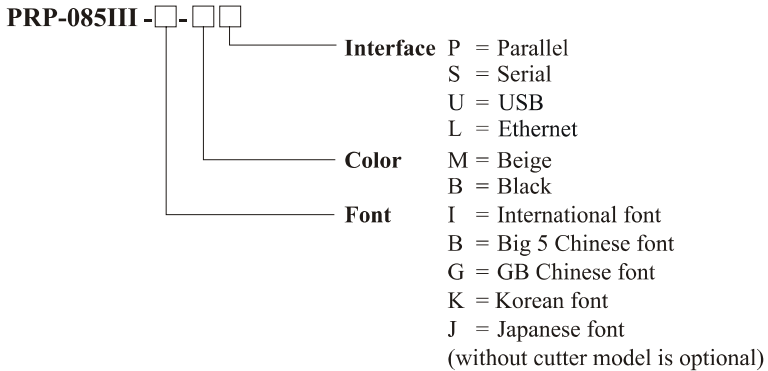 PRP-085III -□-□□
Interface P = Parallel
S = Serial
U = USB
L = Ethernet
Color M = Beige
B = Black
Font I = International font
B = Big 5 Chinese font
G = GB Chinese font
K = Korean font
J = Japanese font
(without cutter model is optional)